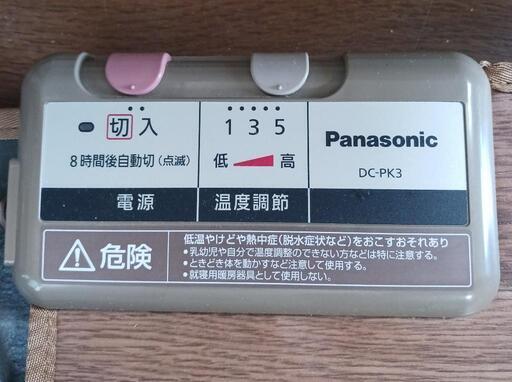 切 入
8時間後自動切(点滅)
電源
1 3 5
低 高
温度調節
Panasonic
DC-PK3
危険
低温やけどや熱中症(脱水症状など)をおこすおそれあり
●乳幼児や自分で温度調整のできない方などは特に注意する。
●ときどき体を動かすなど注意して使用する。
●就寝用暖房器具として使用しない。